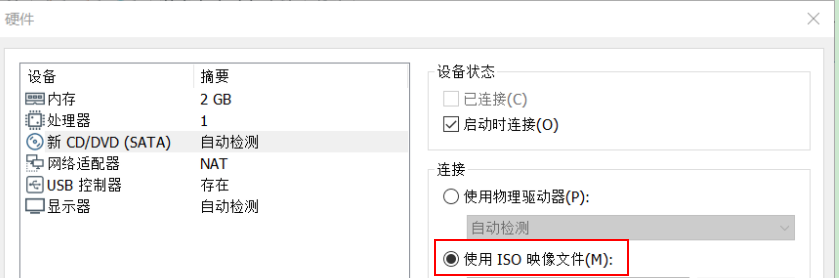 硬件
设备 摘要
内存 2 GB
处理器 1
新 CD/DVD (SATA) 自动检测
网络适配器 NAT
USB 控制器 存在
显示器 自动检测
设备状态
已连接(C)
启动时连接(O)
连接
使用物理驱动器(P):
自动检测
使用 ISO 映像文件(M):